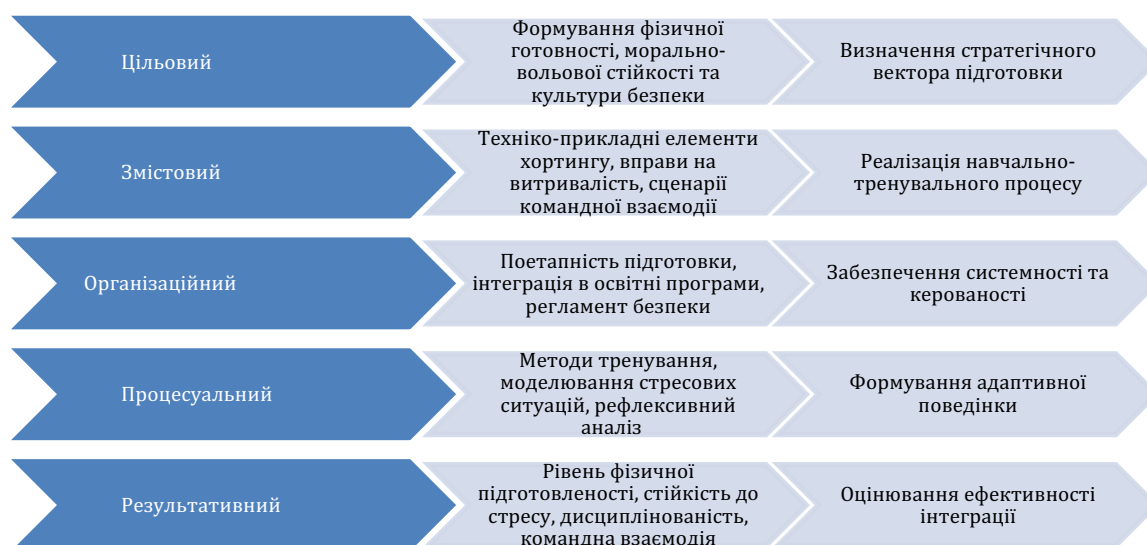 Цільовий
Формування фізичної
готовності, морально-
вольової стійкості та
культури безпеки
Визначення стратегічного
вектора підготовки
Змістовий
Техніко-прикладні елементи
хортингу, вправи на
витривалість, сценарії
командної взаємодії
Реалізація навчально-
тренувального процесу
Організаційний
Поетапність підготовки,
інтеграція в освітні програми,
регламент безпеки
Забезпечення системності та
керованості
Процесуальний
Методи тренування,
моделювання стресових
ситуацій, рефлексивний
аналіз
Формування адаптивної
поведінки
Результативний
Рівень фізичної
підготовленості, стійкість до
стресу, дисциплінованість,
командна взаємодія
Оцінювання ефективності
інтеграції